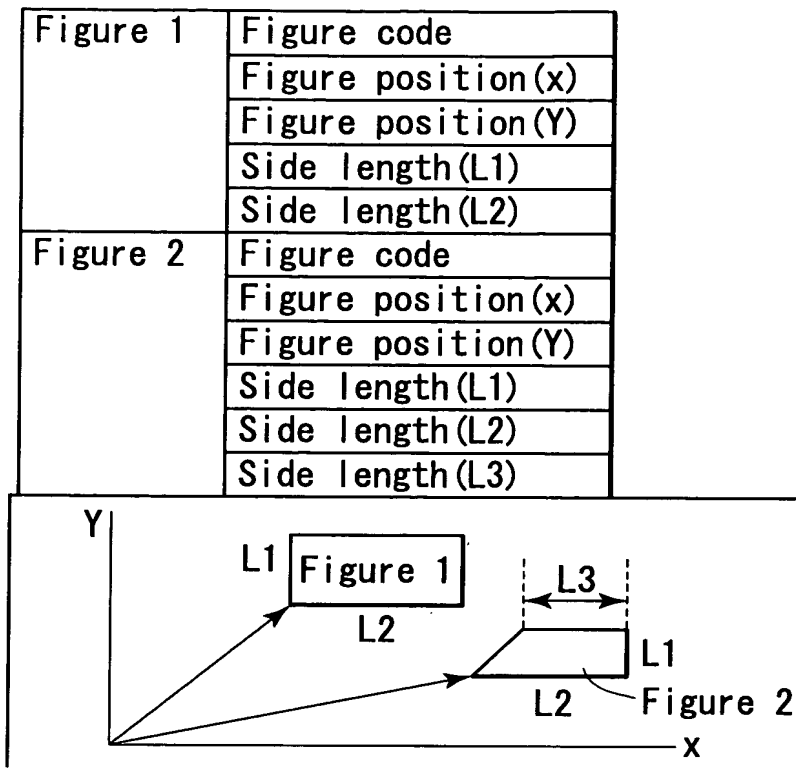 Figure 1 Figure code
Figure position(x)
Figure position(Y)
Side length(L1)
Side length(L2)
Figure 2 Figure code
Figure position(x)
Figure position(Y)
Side length(L1)
Side length(L2)
Side length(L3)
Y
L1 Figure 1
L2
L3
L1
L2 Figure 2
x